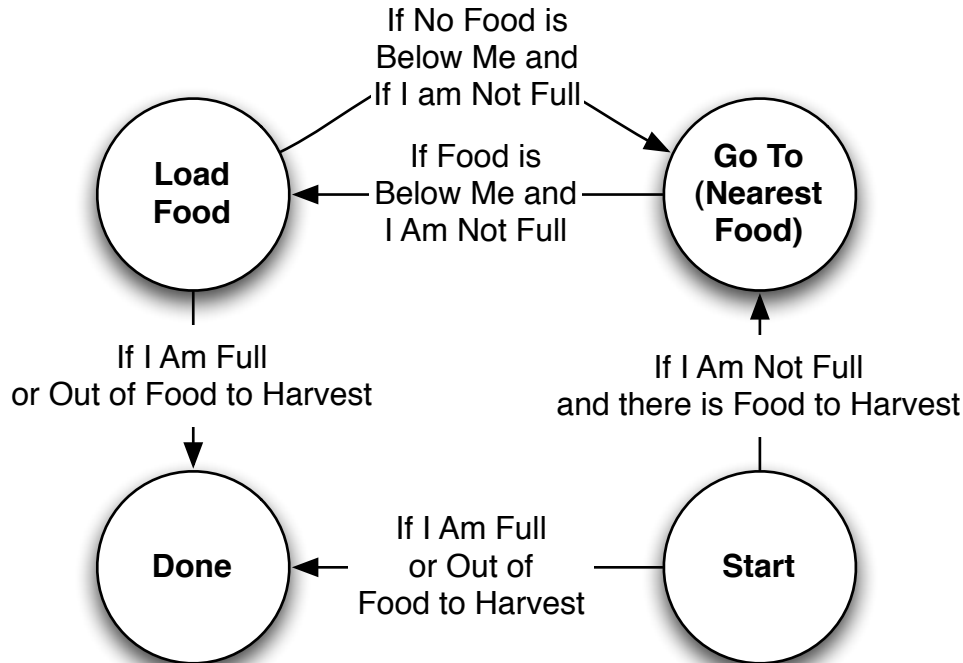 If No Food is
Below Me and
If I am Not Full
Load
Food
If Food is
Below Me and
I Am Not Full
Go To
(Nearest
Food)
If I Am Full
or Out of Food to Harvest
If I Am Not Full
and there is Food to Harvest
Done
If I Am Full
or Out of
Food to Harvest
Start